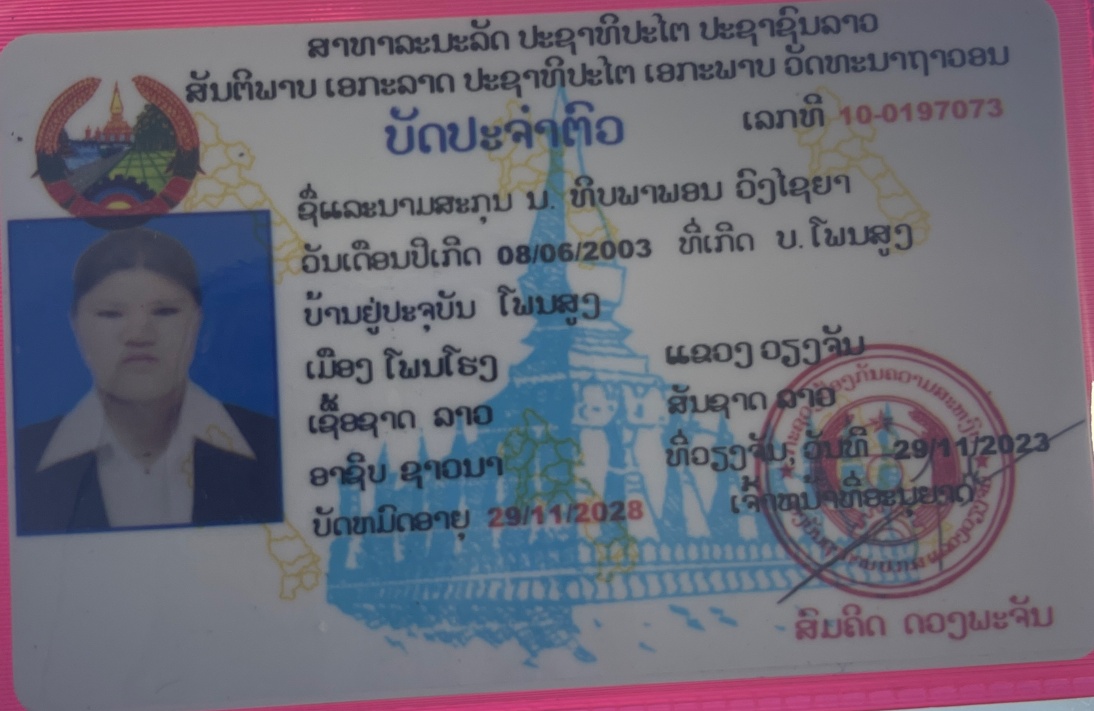 ສາທາລະນະລັດ ປະຊາທິປະໄຕ ປະຊາຊົນລາວ
ສັນຕິພາບ ເອກະລາດ ປະຊາທິປະໄຕ ເອກະພາບ ວັດທະນາຖາວອນ
ບັດປະຈຳຕົວ
ເລກທີ 10-0197073
ຊື່ແລະນາມສະກຸນ ນ. ທິບພາພອນ ວົງໄຊຍາ
ວັນເດືອນປີເກີດ 08/06/2003 ທີ່ເກີດ ບ. ໂພນສູງ
ບ້ານຢູ່ປະຈຸບັນ ໂພນສູງ
ເມືອງ ໂພນໂຮງ ແຂວງ ວຽງຈັນ
ເຊື້ອຊາດ ລາວ ສັນຊາດ ລາວ
ອາຊິບ ຊາວນາ ທີ່ວຽງຈັນ, ວັນທີ 29/11/2023
ບັດຫມົດອາຍຸ 29/11/2028 ເຈົ້າຫນ້າທີ່ອະນຸຍາດ
ສົມຄິດ ດວງພະຈັນ